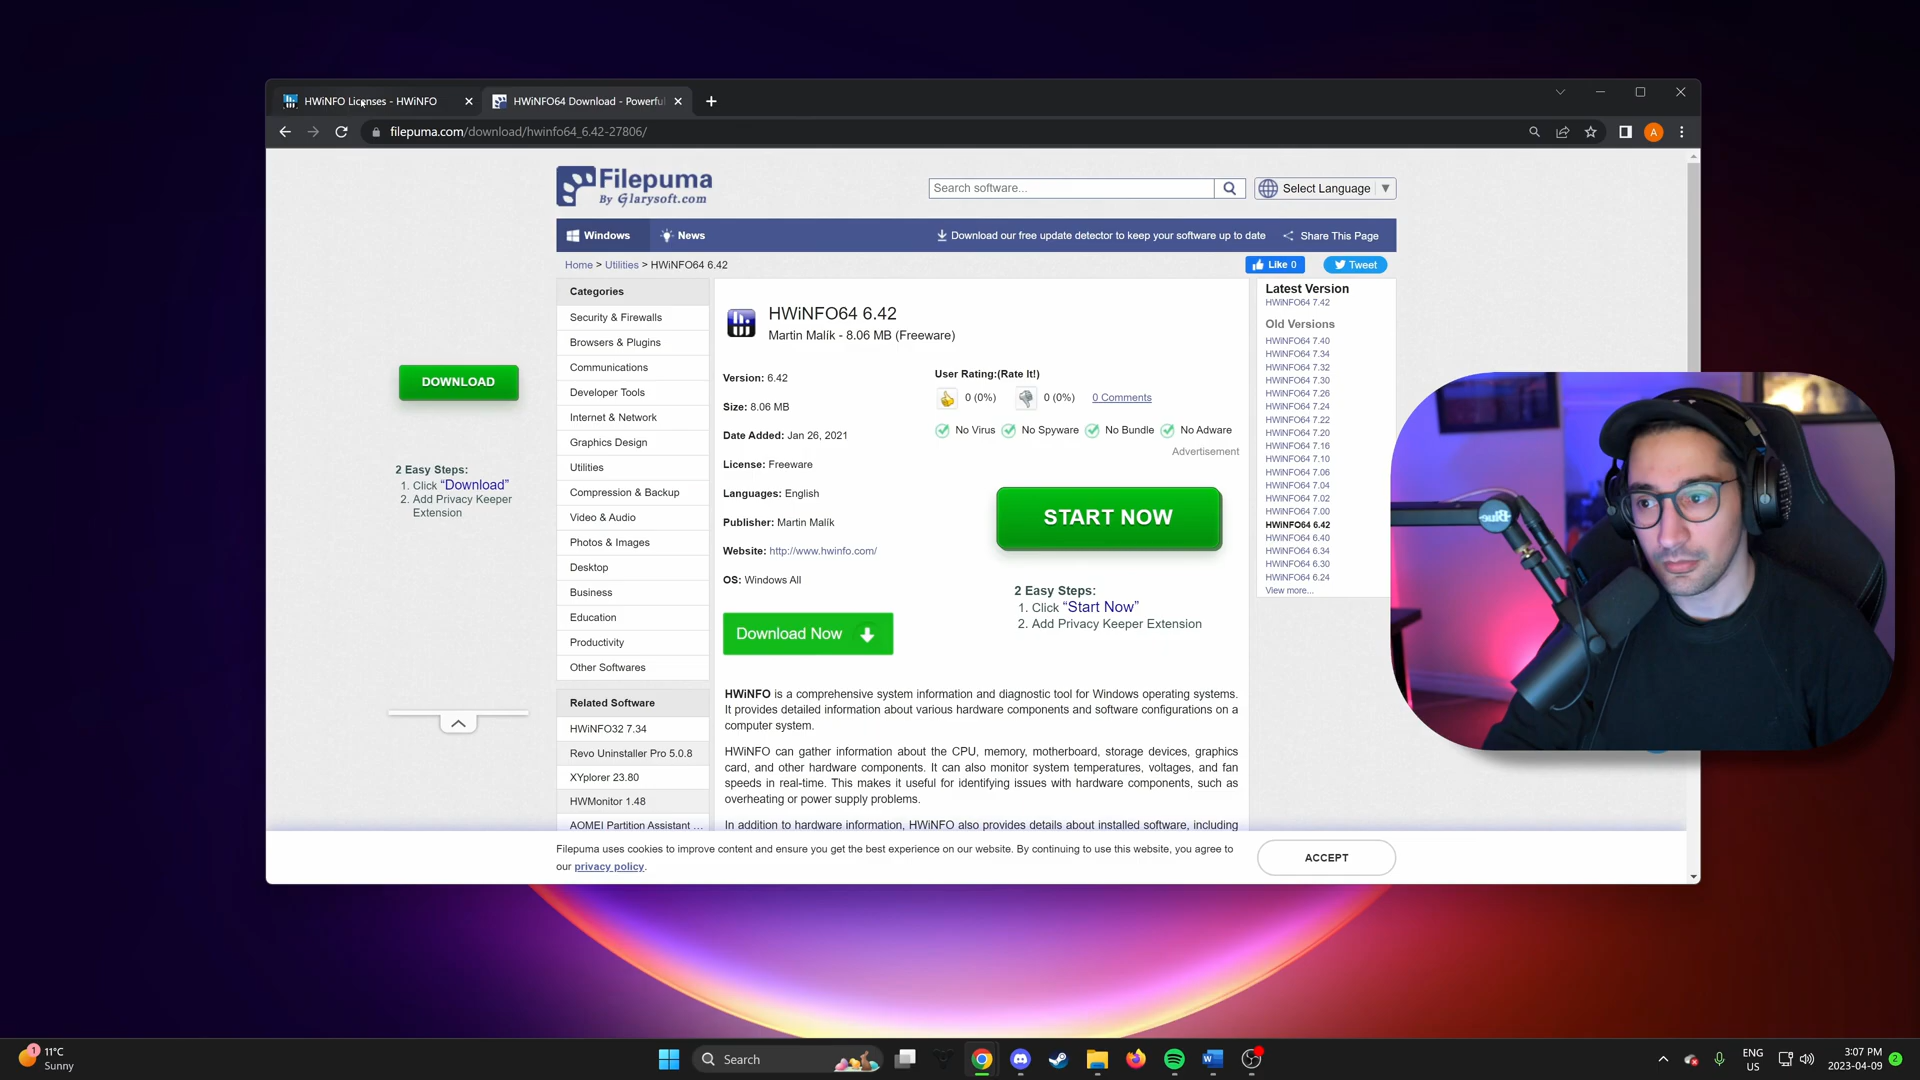 HWiNFO Licenses - HWiNFO
HWiNFO64 Download - Powerful
filepuma.com/download/hwinfo64_6.42-27806/
A
Filepuma
By Glarysoft.com
Search software...
Select Language
Windows
News
Download our free update detector to keep your software up to date
Share This Page
Home > Utilities > HWiNFO64 6.42
Like 0
Tweet
Categories
Security & Firewalls
Browsers & Plugins
Communications
Developer Tools
Internet & Network
Graphics Design
Utilities
Compression & Backup
Video & Audio
Photos & Images
Desktop
Business
Education
Productivity
Other Softwares
Related Software
HWiNFO32 7.34
Revo Uninstaller Pro 5.0.8
XYplorer 23.80
HWMonitor 1.48
AOMEI Partition Assistant ...
DOWNLOAD
2 Easy Steps:
1. Click “Download”
2. Add Privacy Keeper
Extension
HWiNFO64 6.42
Martin Malík - 8.06 MB (Freeware)
Version: 6.42
Size: 8.06 MB
Date Added: Jan 26, 2021
License: Freeware
Languages: English
Publisher: Martin Malík
Website: http://www.hwinfo.com/
OS: Windows All
Download Now
User Rating:(Rate It!)
0 (0%)
0 (0%)
0 Comments
No Virus
No Spyware
No Bundle
No Adware
Advertisement
START NOW
2 Easy Steps:
1. Click “Start Now”
2. Add Privacy Keeper Extension
HWiNFO is a comprehensive system information and diagnostic tool for Windows operating systems.
It provides detailed information about various hardware components and software configurations on a
computer system.
HWiNFO can gather information about the CPU, memory, motherboard, storage devices, graphics
card, and other hardware components. It can also monitor system temperatures, voltages, and fan
speeds in real-time. This makes it useful for identifying issues with hardware components, such as
overheating or power supply problems.
In addition to hardware information, HWiNFO also provides details about installed software, including
Latest Version
HWiNFO64 7.42
Old Versions
HWiNFO64 7.40
HWiNFO64 7.34
HWiNFO64 7.32
HWiNFO64 7.30
HWiNFO64 7.26
HWiNFO64 7.24
HWiNFO64 7.22
HWiNFO64 7.20
HWiNFO64 7.16
HWiNFO64 7.10
HWiNFO64 7.06
HWiNFO64 7.04
HWiNFO64 7.02
HWiNFO64 7.00
HWiNFO64 6.42
HWiNFO64 6.40
HWiNFO64 6.34
HWiNFO64 6.30
HWiNFO64 6.24
View more...
Blue
Filepuma uses cookies to improve content and ensure you get the best experience on our website. By continuing to use this website, you agree to
our privacy policy.
ACCEPT
1
11°C
Sunny
Search
ENG
US
3:07 PM
2023-04-09
2